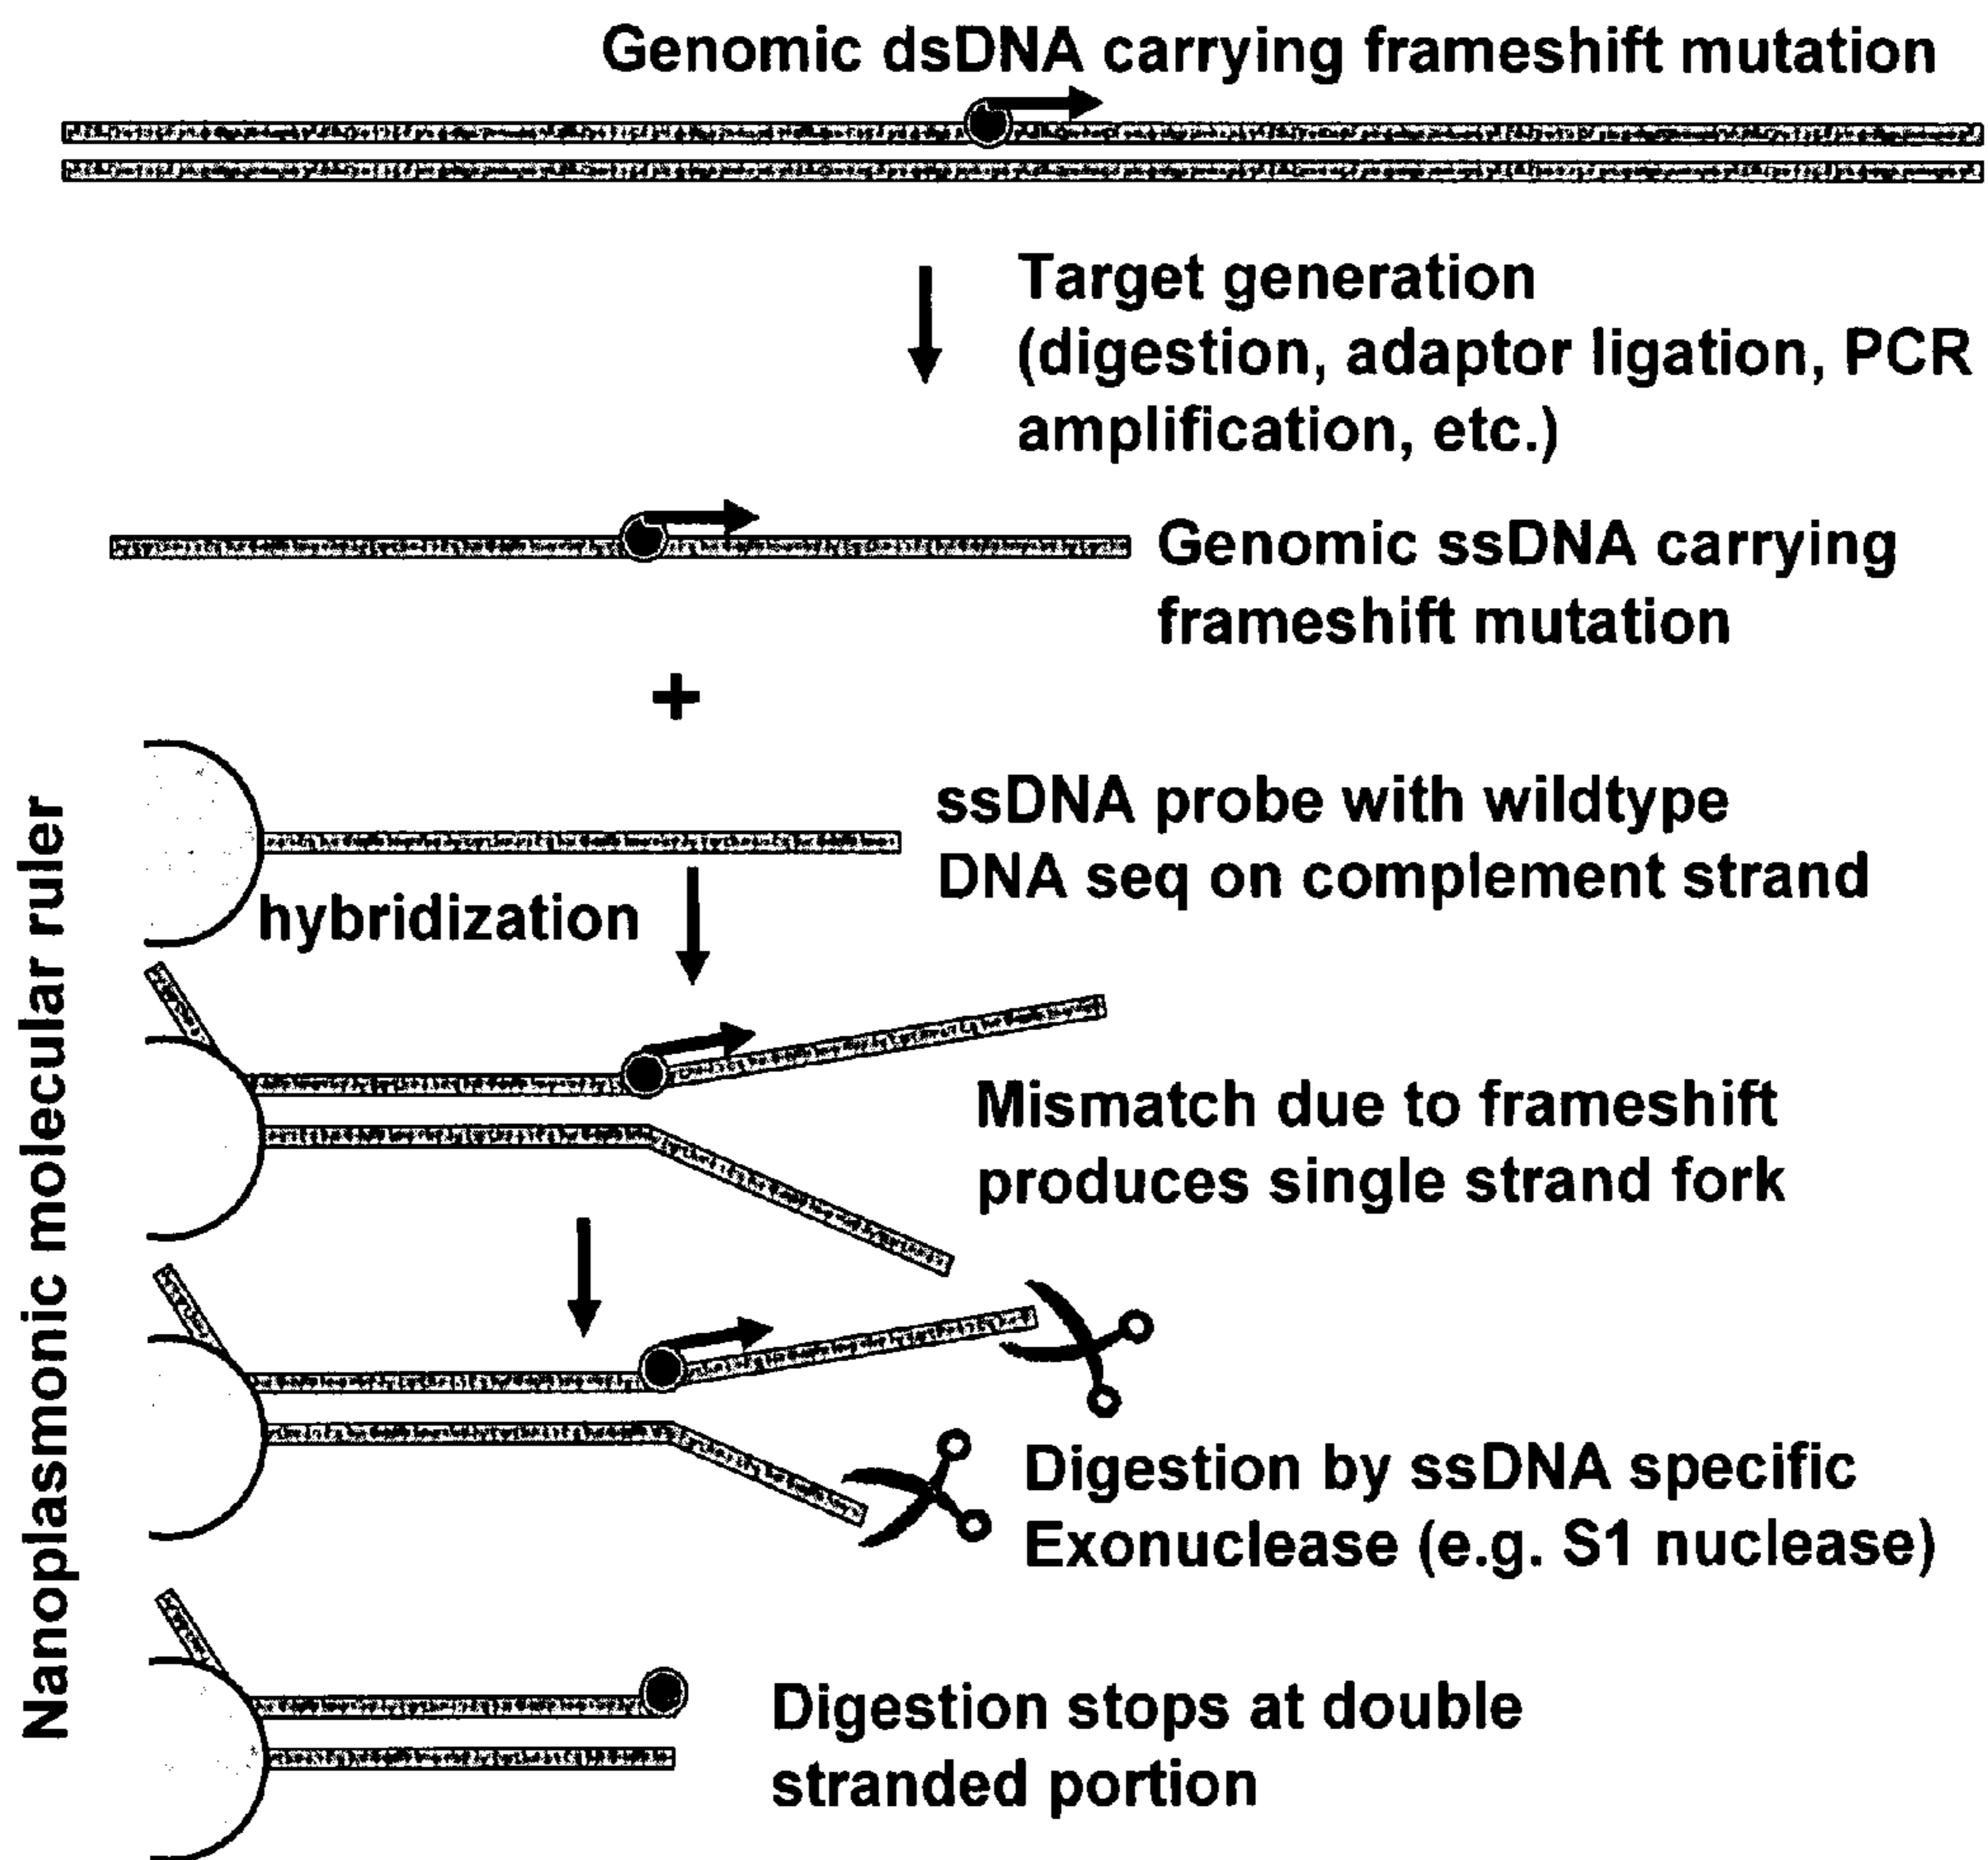 Genomic dsDNA carrying frameshift mutation
Target generation
(digestion, adaptor ligation, PCR
amplification, etc.)
Genomic ssDNA carrying
frameshift mutation
+
ssDNA probe with wildtype
DNA seq on complement strand
hybridization
Nanoplasmonic molecular ruler
Mismatch due to frameshift
produces single strand fork
Digestion by ssDNA specific
Exonuclease (e.g. S1 nuclease)
Digestion stops at double
stranded portion